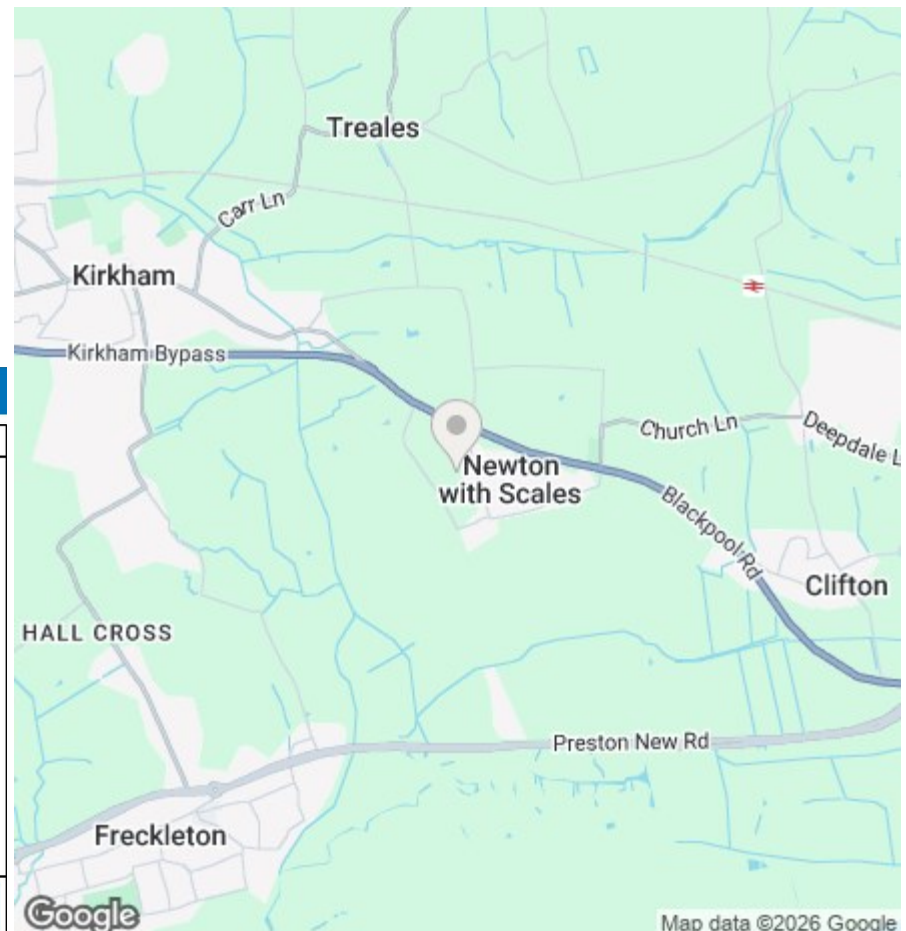 Treales
Carr Ln
Kirkham
Kirkham Bypass
Church Ln
Deepdale L
Newton
with Scales
Blackpool Rd
Clifton
HALL CROSS
Preston New Rd
Freckleton
Google
Map data ©2026 Google